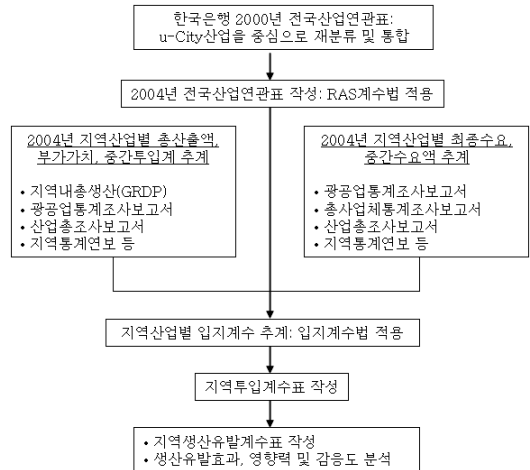 한국은행 2000년 전국산업연관표:
u-City산업을 중심으로 재분류 및 통합
2004년 전국산업연관표 작성: RAS계수법 적용
2004년 지역산업별 총산출액,
부가가치, 중간투입계 추계
• 지역내총생산(GRDP)
• 광공업통계조사보고서
• 산업총조사보고서
• 지역통계연보 등
2004년 지역산업별 최종수요,
중간수요액 추계
• 광공업통계조사보고서
• 총사업체통계조사보고서
• 산업총조사보고서
• 지역통계연보 등
지역산업별 입지계수 추계: 입지계수법 적용
지역투입계수표 작성
• 지역생산유발계수표 작성
• 생산유발효과, 영향력 및 감응도 분석